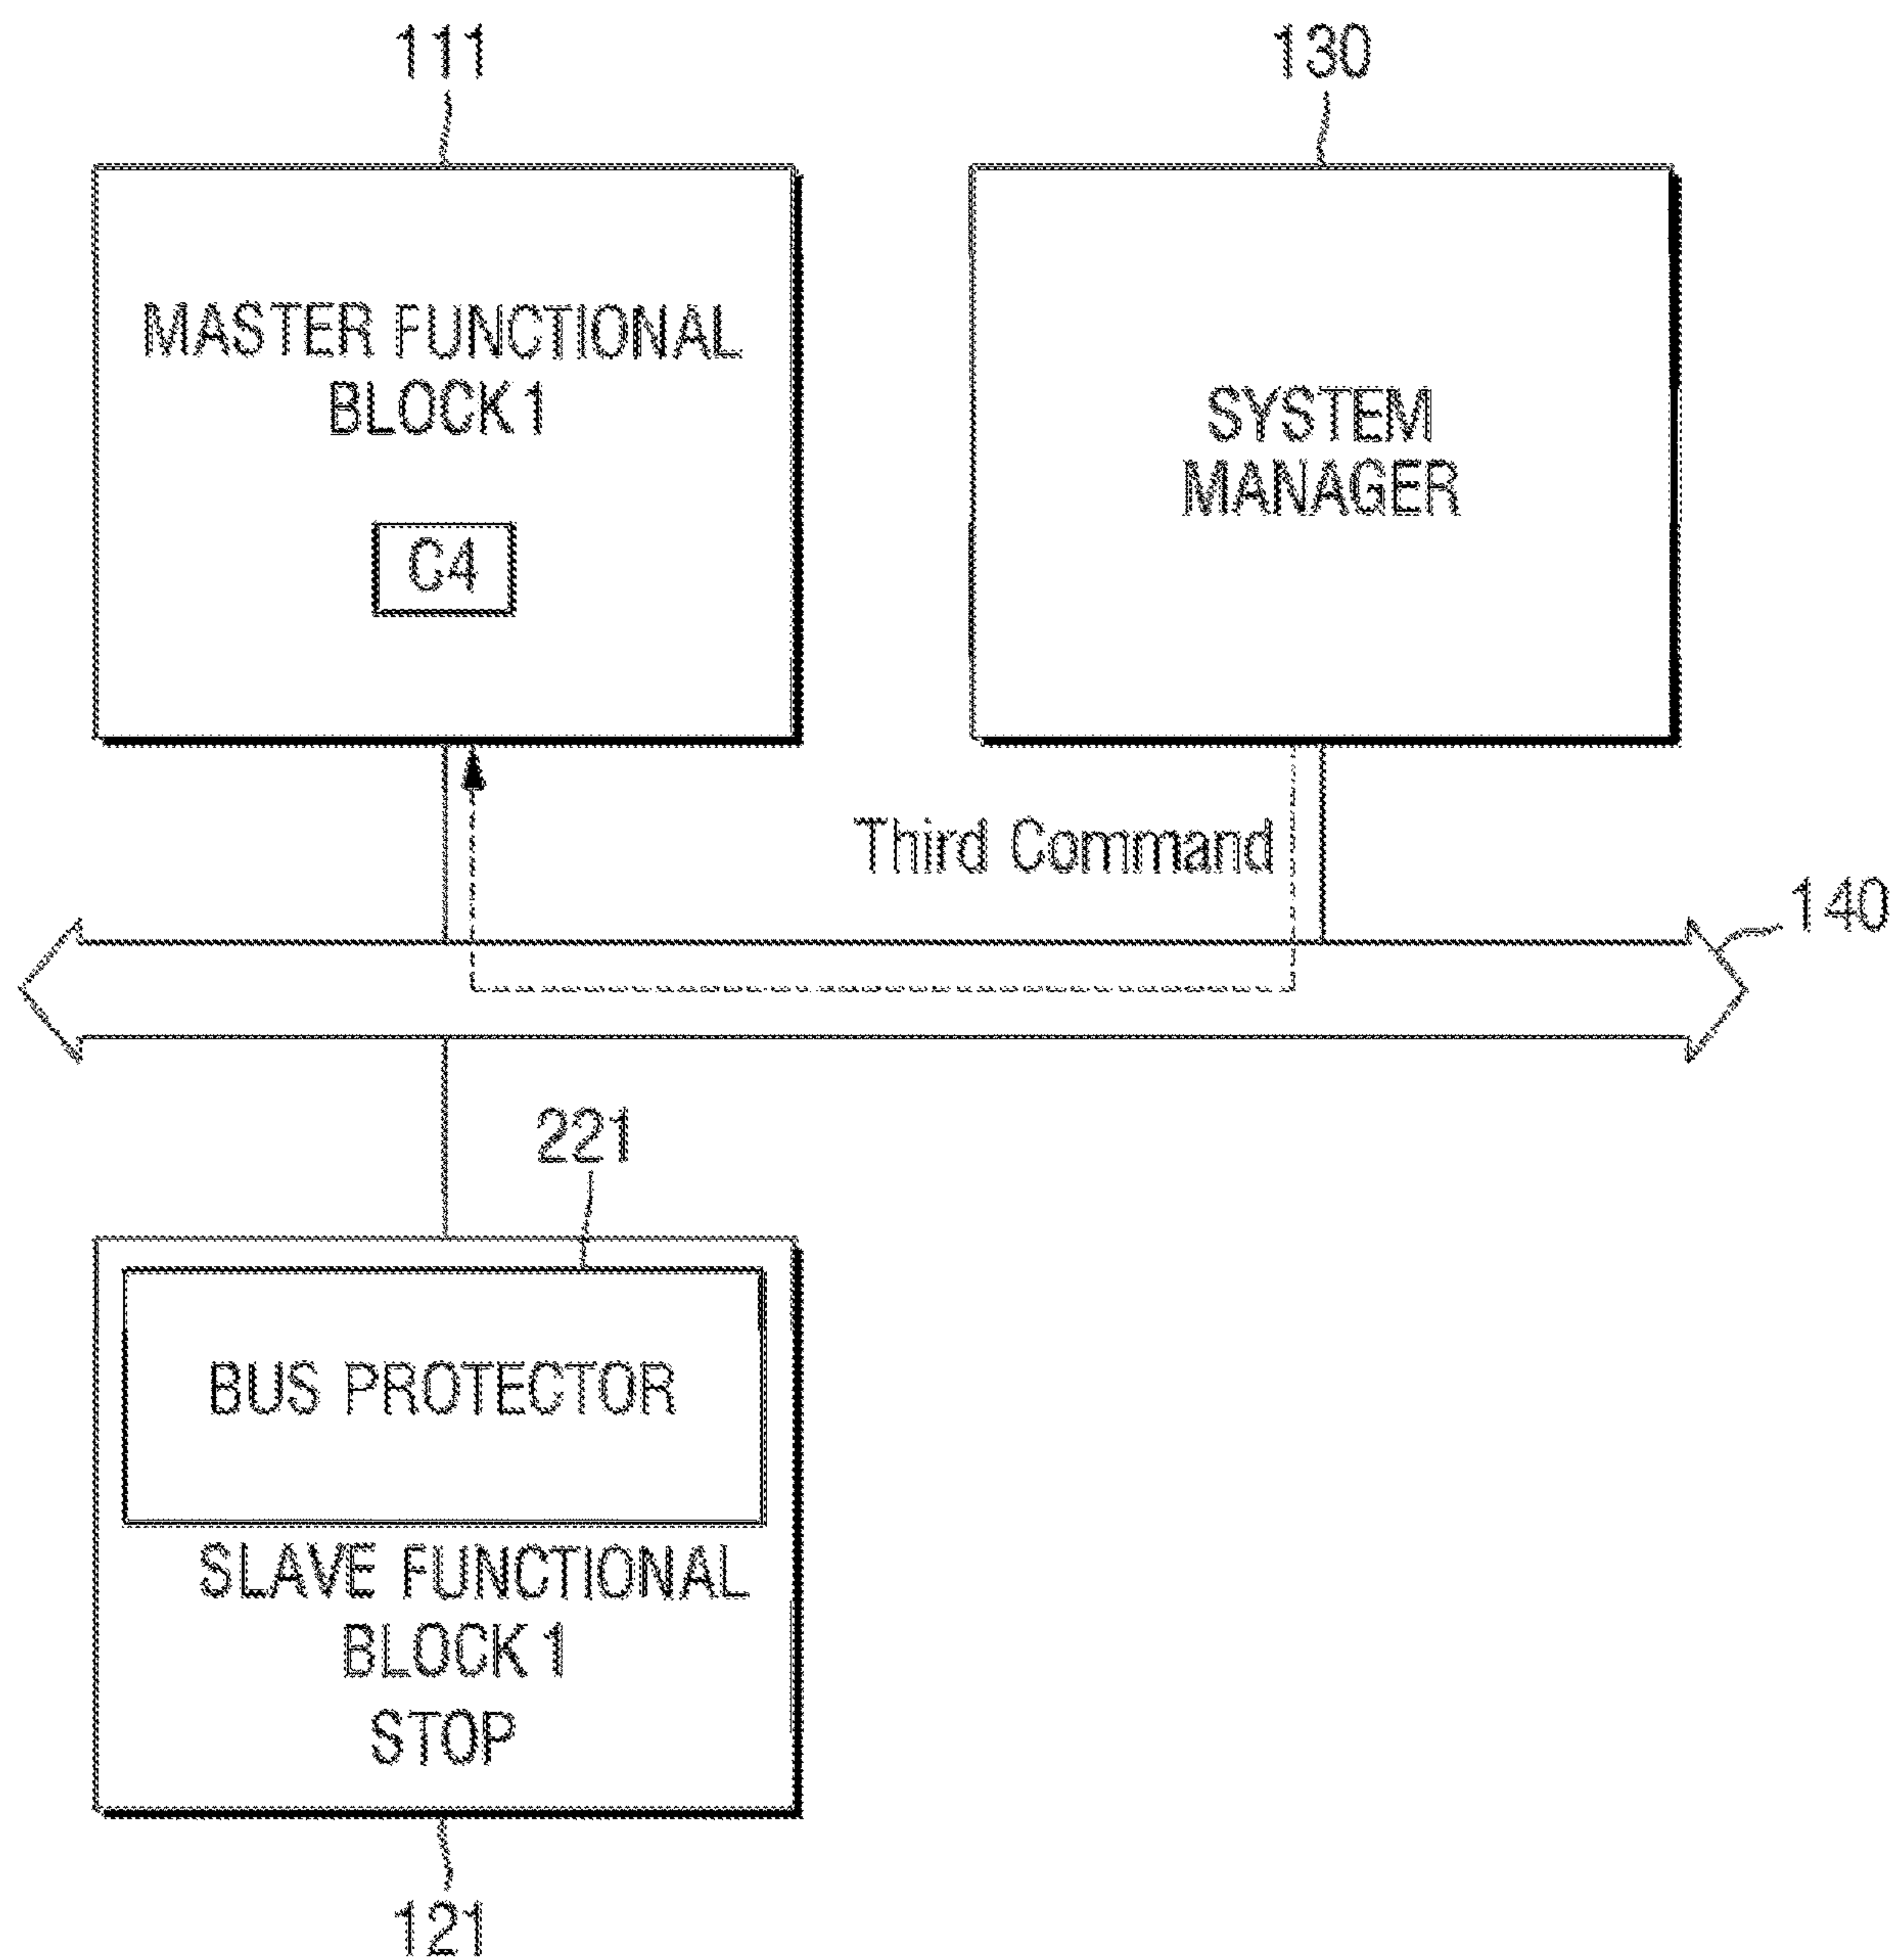 111
130
MASTER FUNCTIONAL
BLOCK 1
C4
SYSTEM
MANAGER
Third Command
140
221
BUS PROTECTOR
SLAVE FUNCTIONAL
BLOCK 1
STOP
121